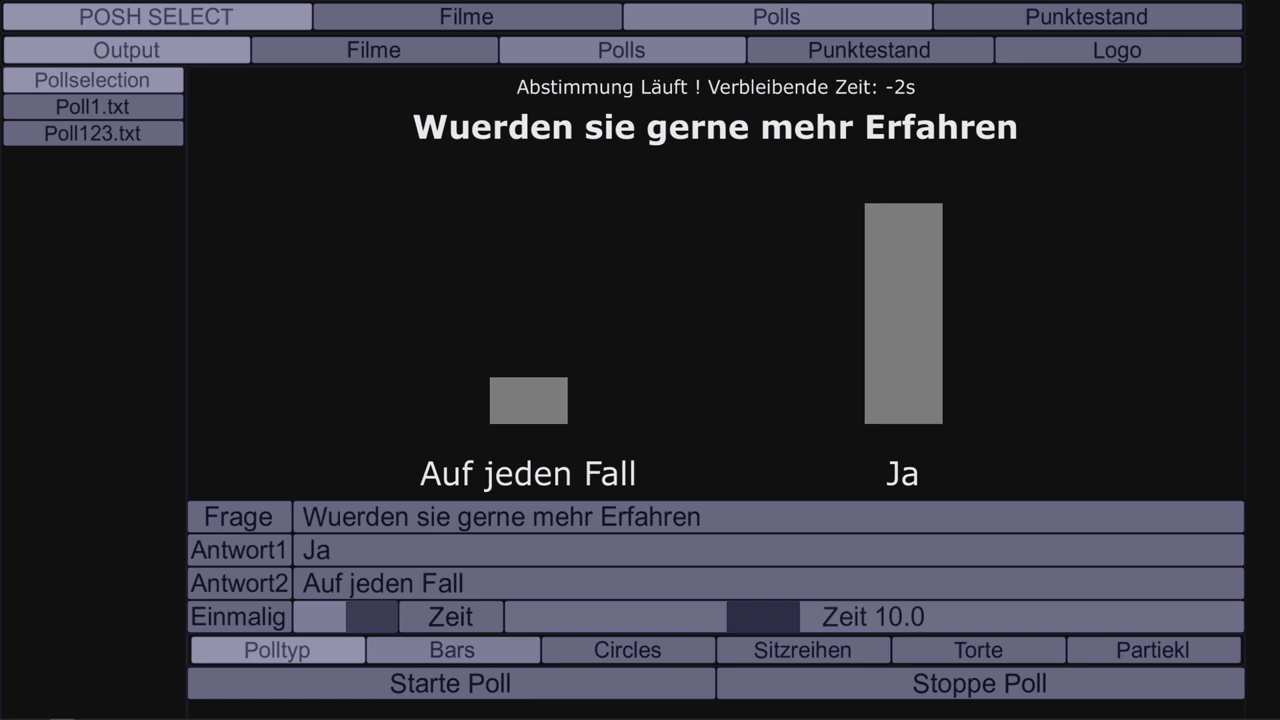 POSH SELECT Filme Polls Punktestand
Output Filme Polls Punktestand Logo
Pollselection
Poll1.txt
Poll123.txt
Abstimmung Läuft ! Verbleibende Zeit: -2s
Wuerden sie gerne mehr Erfahren
Auf jeden Fall Ja
Frage Wuerden sie gerne mehr Erfahren
Antwort1 Ja
Antwort2 Auf jeden Fall
Einmalig Zeit Zeit 10.0
Polltyp Bars Circles Sitzreihen Torte Partiekl
Starte Poll Stoppe Poll